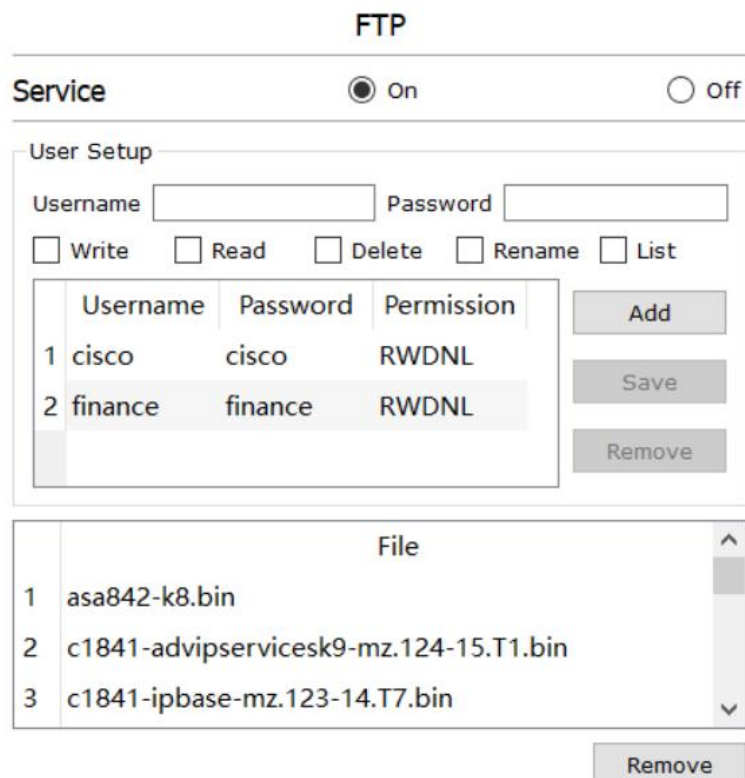 FTP
Service On Off
User Setup
Username Password
Write Read Delete Rename List
Username Password Permission
Add
1 cisco cisco RWDNL
Save
2 finance finance RWDNL
Remove
File
1 asa842-k8.bin
2 c1841-advipservicesk9-mz.124-15.T1.bin
3 c1841-ipbase-mz.123-14.T7.bin
Remove